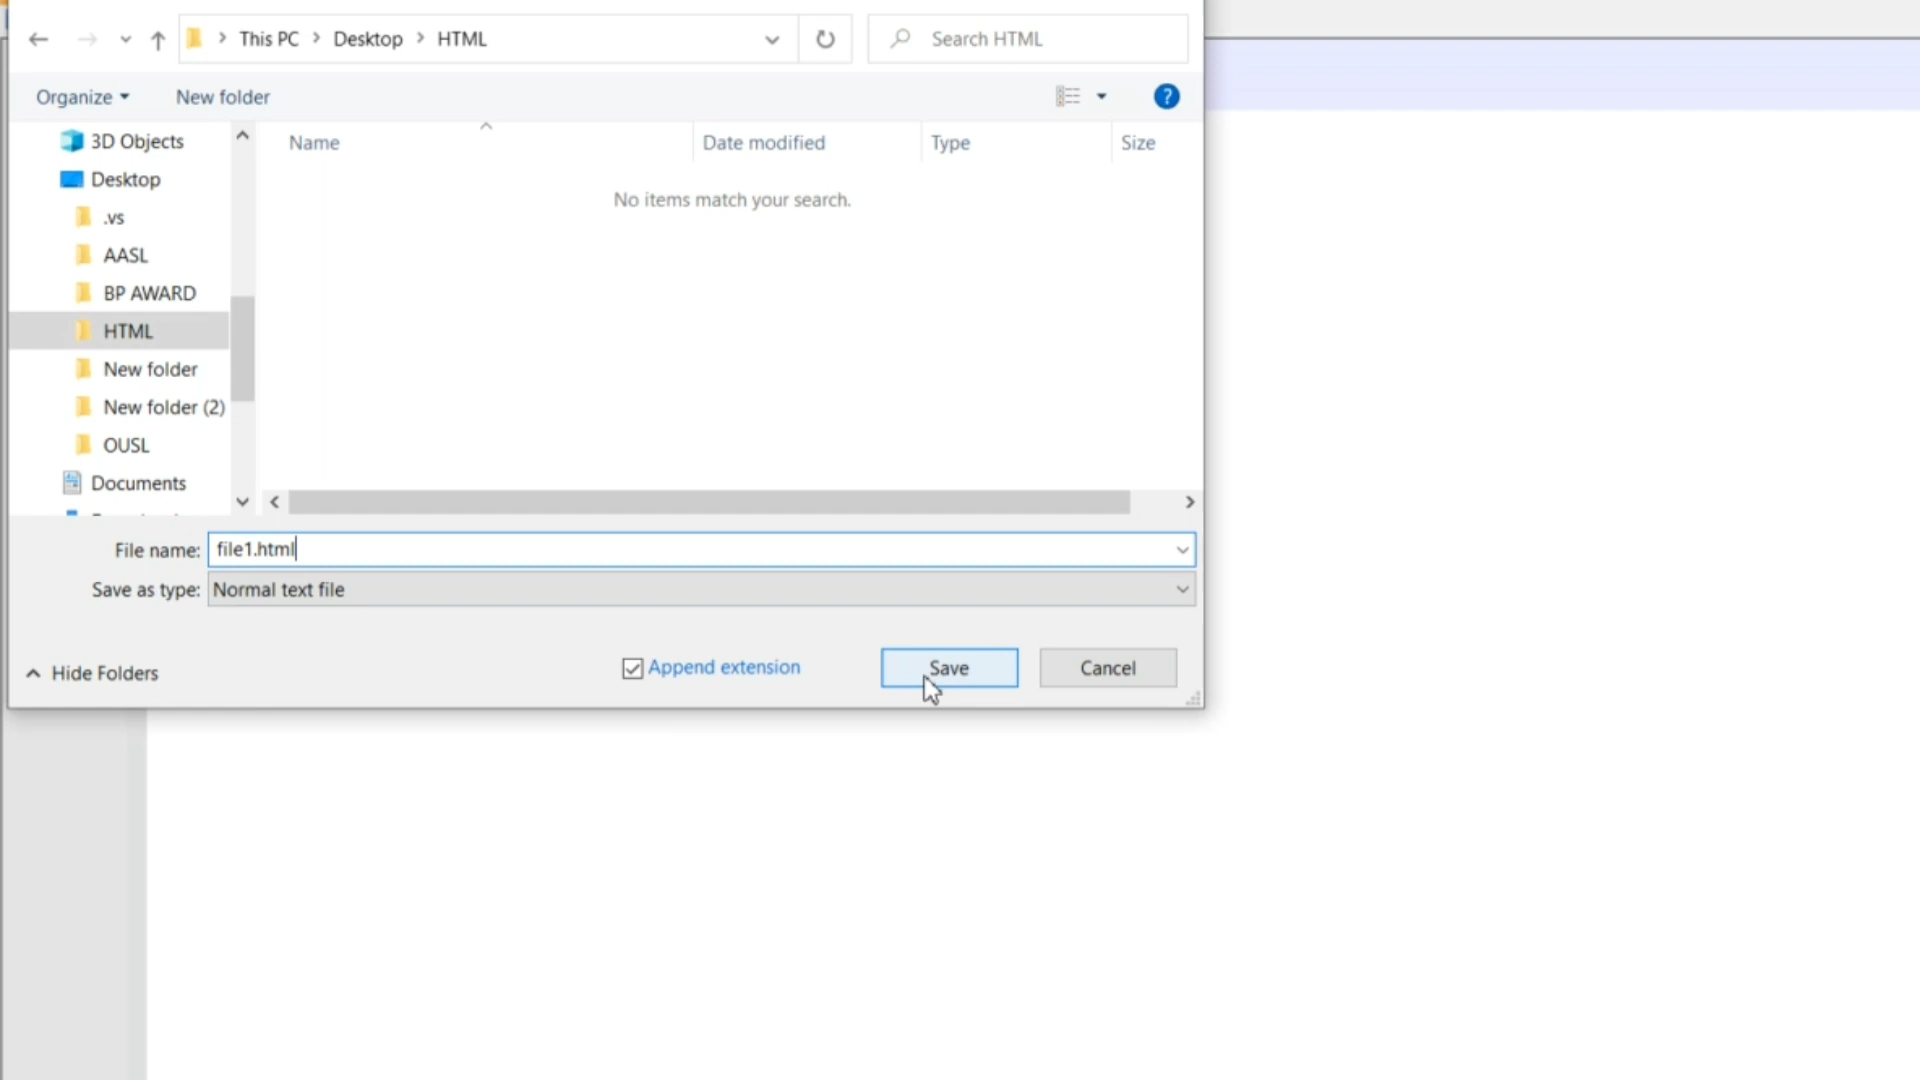 This PC > Desktop > HTML
Search HTML
Organize
New folder
?
3D Objects
Desktop
.vs
AASL
BP AWARD
HTML
New folder
New folder (2)
OUSL
Documents
Name
Date modified
Type
Size
No items match your search.
File name: file1.html
Save as type: Normal text file
Hide Folders
Append extension
Save
Cancel